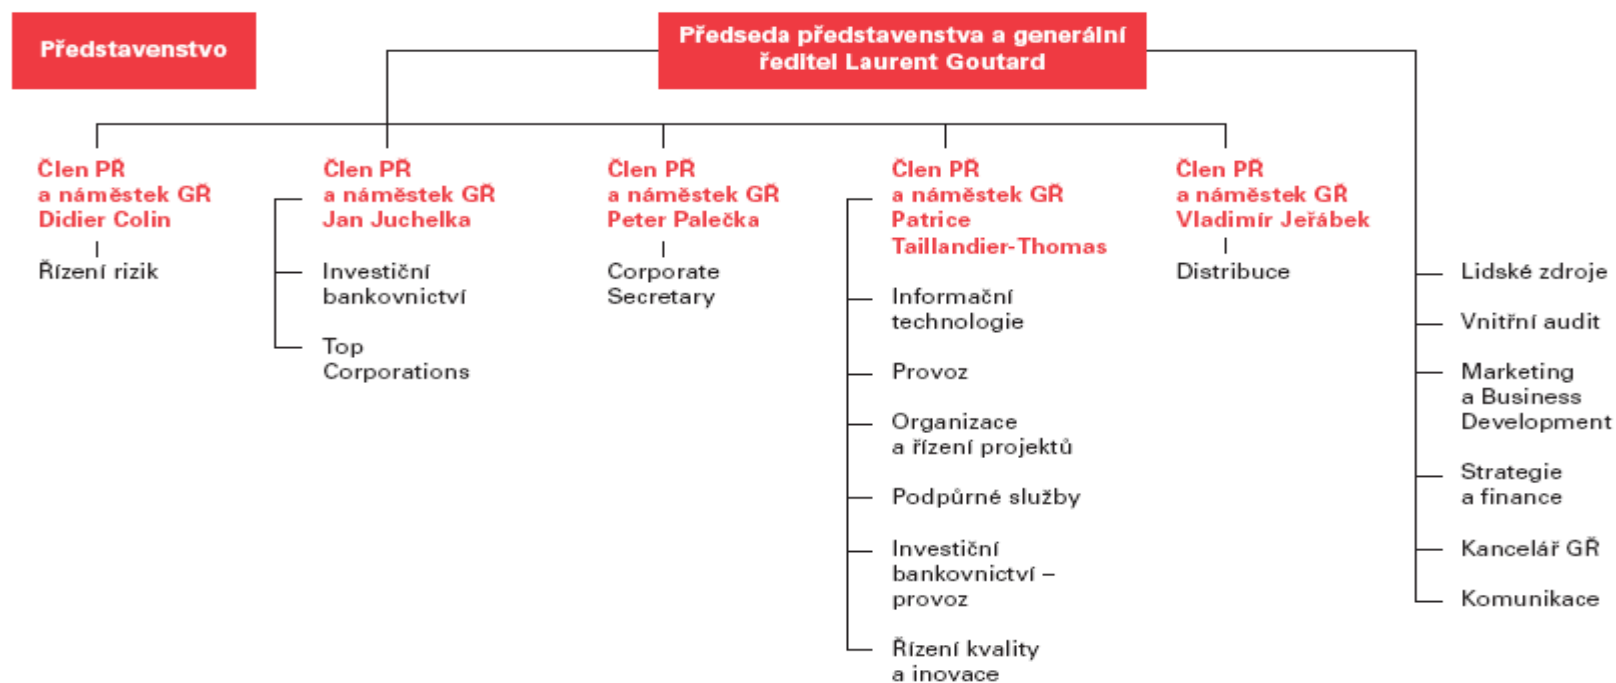 Představenstvo
Předseda představenstva a generální
ředitel Laurent Goutard
Člen PŘ
a náměstek GŘ
Didier Colin
Řízení rizik
Člen PŘ
a náměstek GŘ
Jan Juchelka
Investiční
bankovnictví
Top
Corporations
Člen PŘ
a náměstek GŘ
Peter Palečka
Corporate
Secretary
Člen PŘ
a náměstek GŘ
Patrice
Taillandier-Thomas
Informační
technologie
Provoz
Organizace
a řízení projektů
Podpůrné služby
Investiční
bankovnictví –
provoz
Řízení kvality
a inovace
Člen PŘ
a náměstek GŘ
Vladimír Jeřábek
Distribuce
Lidské zdroje
Vnitřní audit
Marketing
a Business
Development
Strategie
a finance
Kancelář GŘ
Komunikace